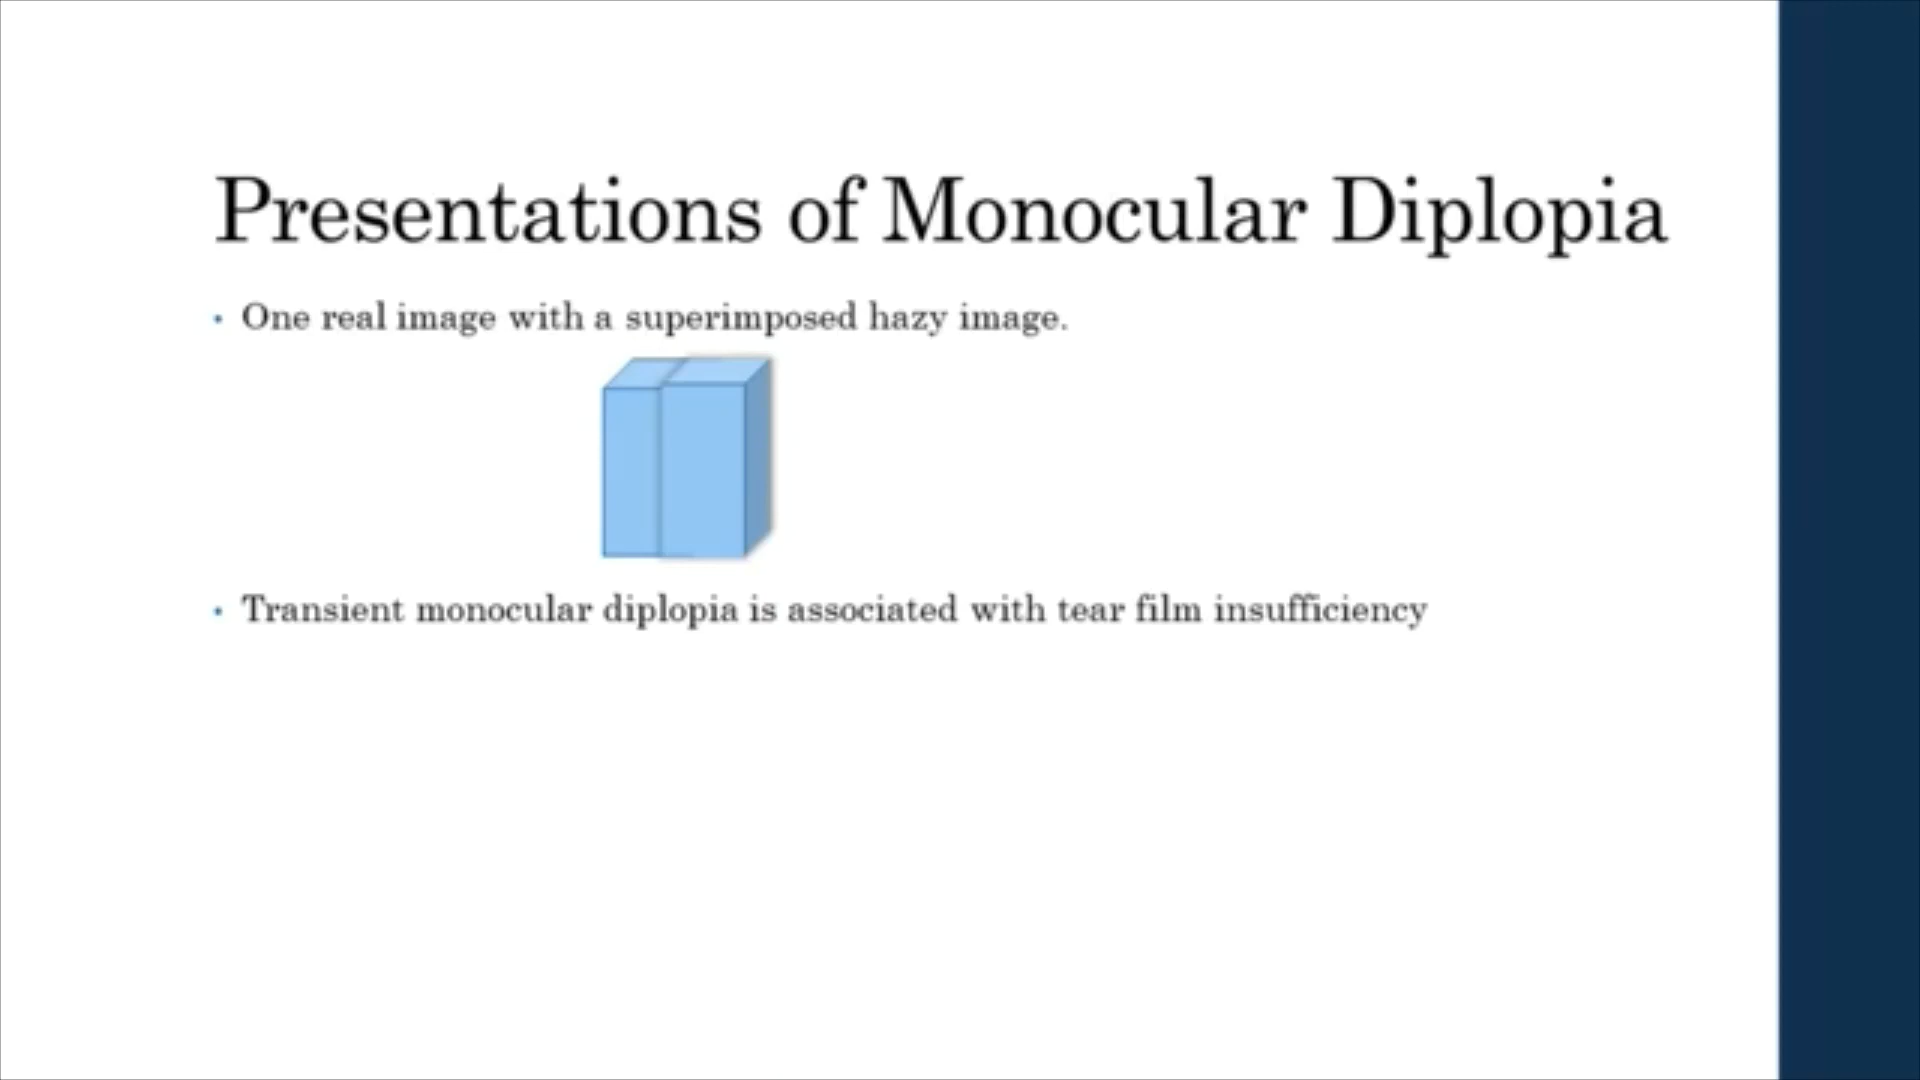 Presentations of Monocular Diplopia
• One real image with a superimposed hazy image.
• Transient monocular diplopia is associated with tear film insufficiency